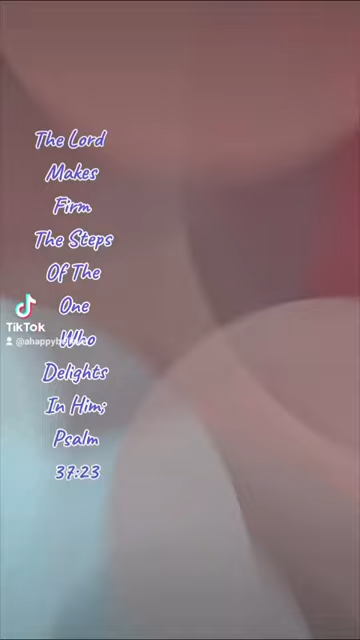 The Lord
Makes
Firm
The Steps
Of The
One
TikTok
Who
Delights
In Him;
Psalm
37:23